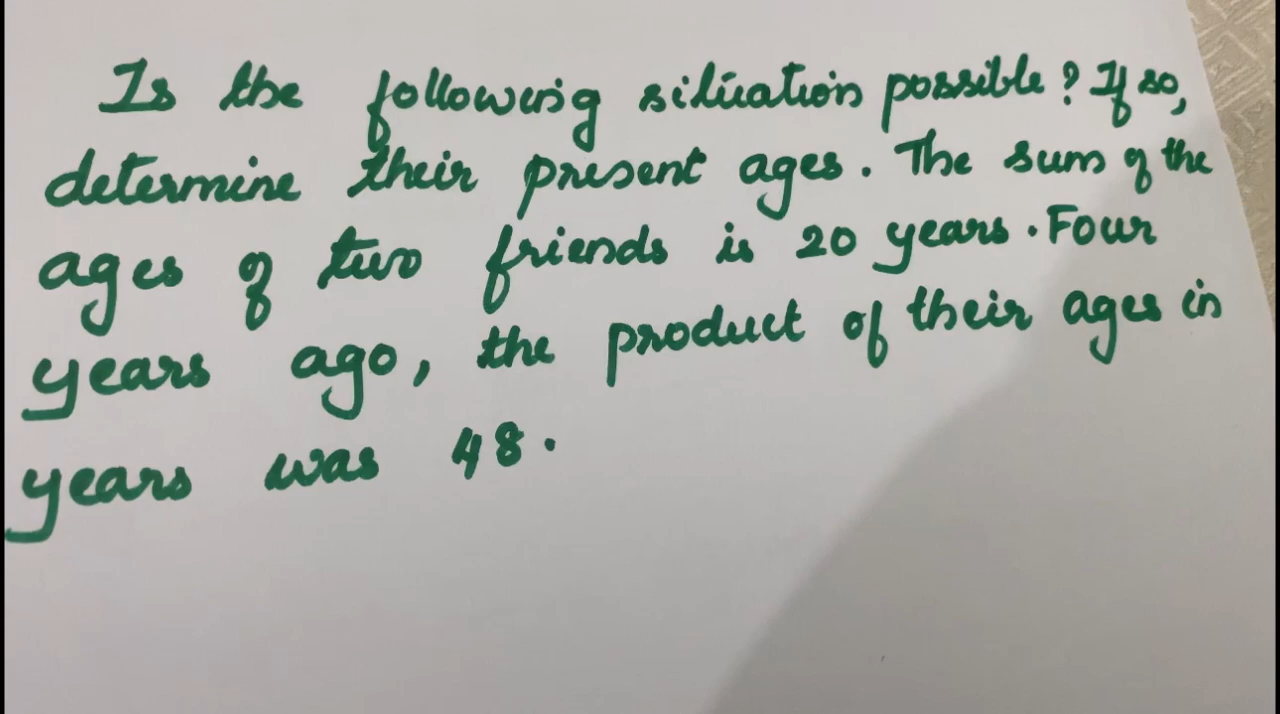 Is the following situation possible? If so,
determine their present ages. The sum of the
ages of two friends is 20 years. Four
years ago, the product of their ages in
years was 48.